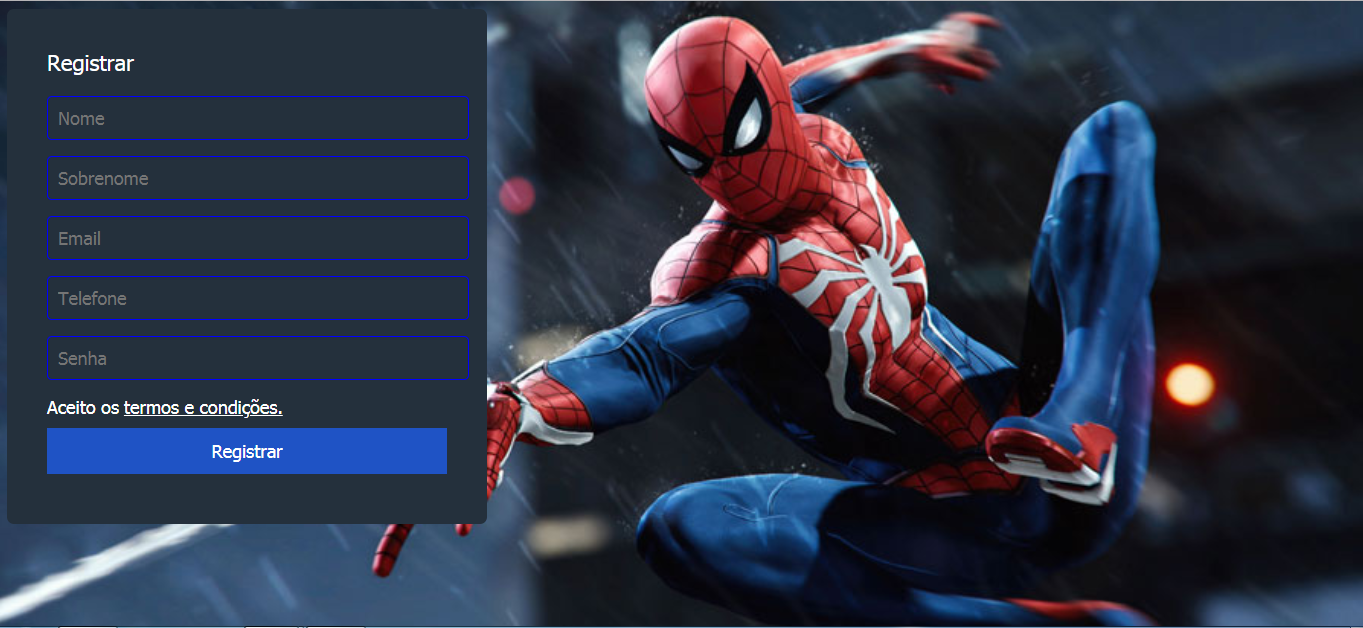 Registrar
Nome
Sobrenome
Email
Telefone
Senha
Aceito os termos e condições.
Registrar